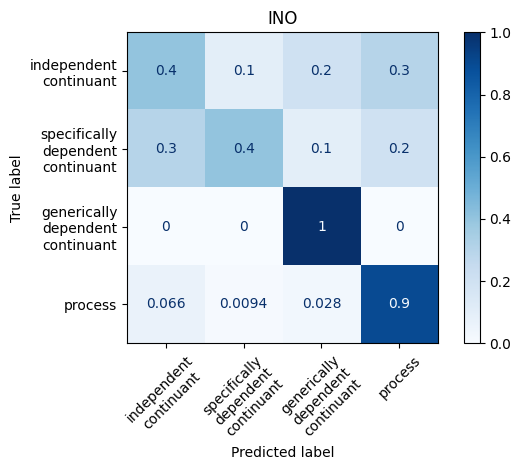 INO
True label
independent
continuant
0.4 0.1 0.2 0.3
specifically
dependent
continuant
0.3 0.4 0.1 0.2
generically
dependent
continuant
0 0 1 0
process
0.066 0.0094 0.028 0.9
independent
continuant
specifically
dependent
continuant
generically
dependent
continuant
process
Predicted label
1.0
0.8
0.6
0.4
0.2
0.0